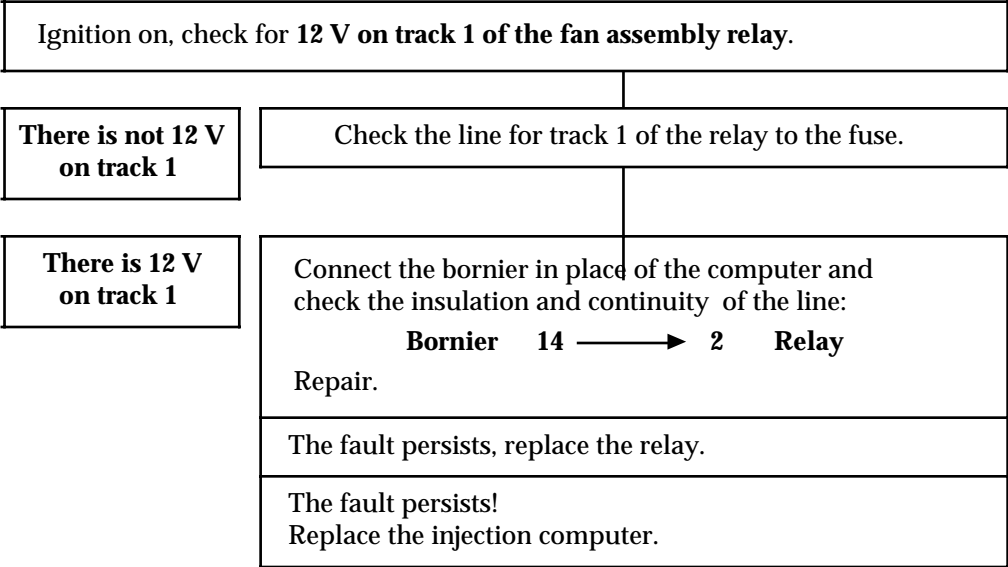 Ignition on, check for 12 V on track 1 of the fan assembly relay.
There is not 12 V
on track 1
Check the line for track 1 of the relay to the fuse.
There is 12 V
on track 1
Connect the bornier in place of the computer and
check the insulation and continuity of the line:
Bornier 14 → 2 Relay
Repair.
The fault persists, replace the relay.
The fault persists!
Replace the injection computer.